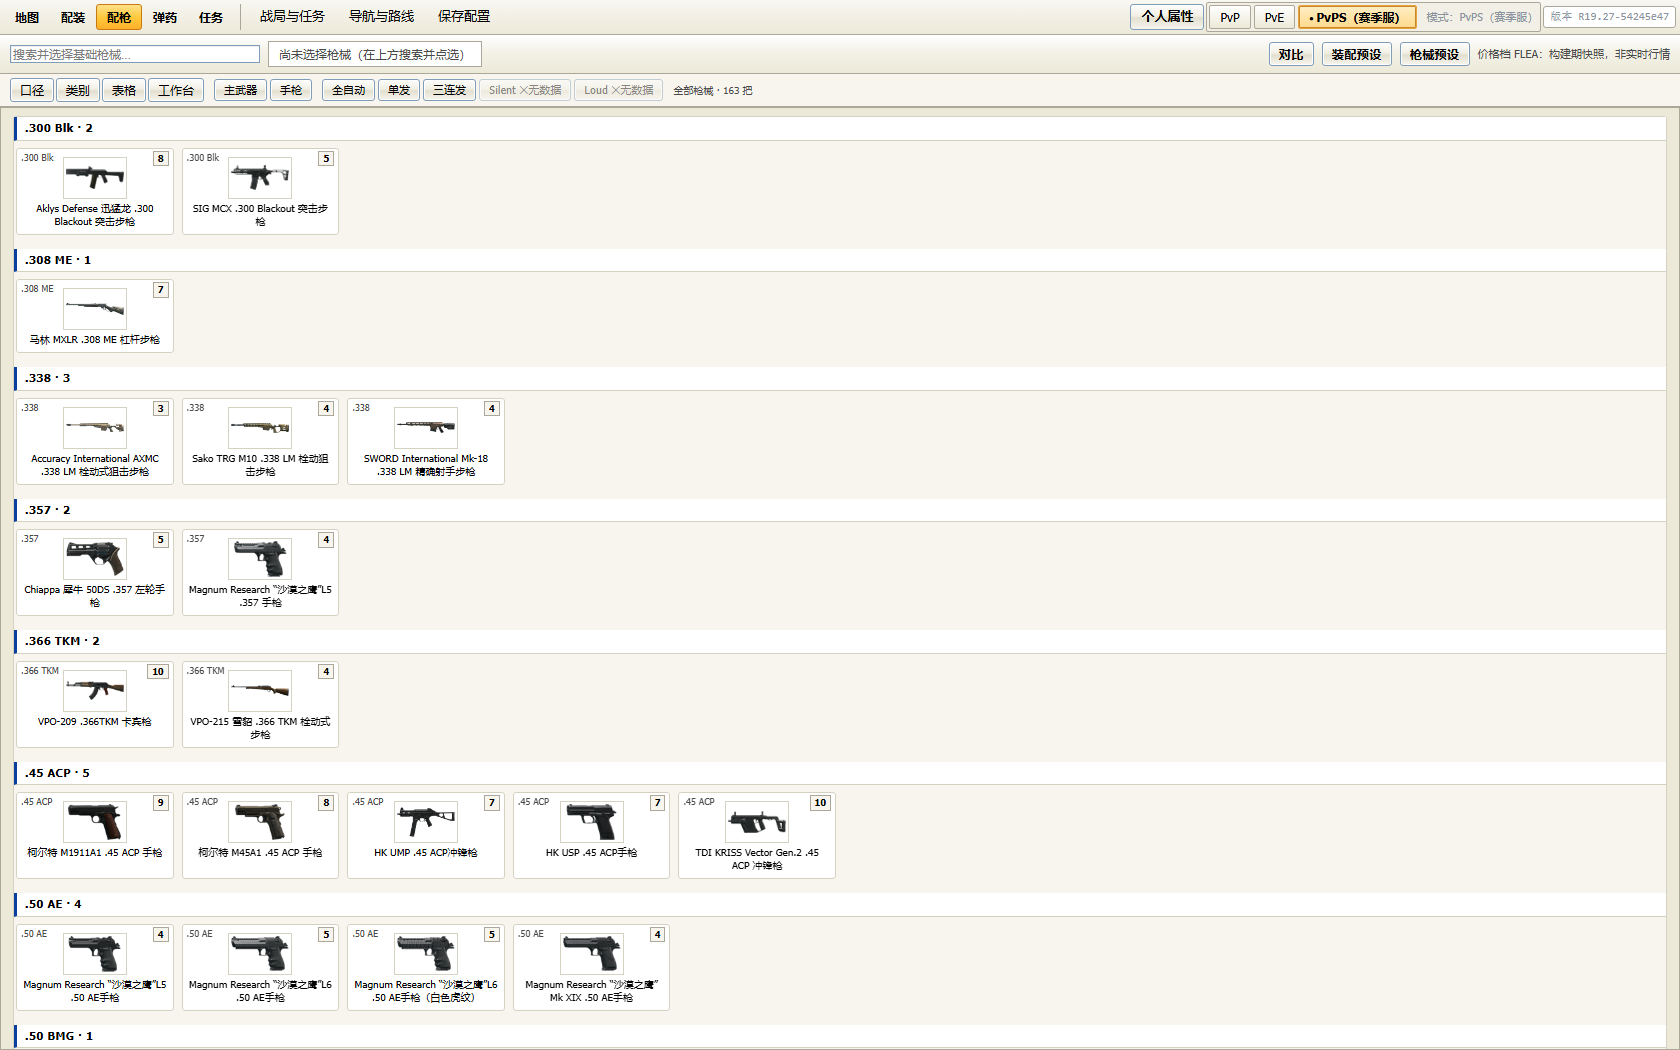 地图 配装 配枪 弹药 任务 战局与任务 导航与路线 保存配置 个人属性 PvP PvE • PvPS（赛季服） 模式：PvPS（赛季服） 版本 R19.27-54245e47
搜索并选择基础枪械... 尚未选择枪械（在上方搜索并点选） 对比 装配预设 枪械预设 价格档 FLEA：构建期快照，非实时行情
口径 类别 表格 工作台 主武器 手枪 全自动 单发 三连发 Silent ✕无数据 Loud ✕无数据 全部枪械 · 163 把
.300 Blk · 2
.300 Blk 8 .300 Blk 5
Aklys Defense 迅猛龙 .300 Blackout 突击步枪
SIG MCX .300 Blackout 突击步枪
.308 ME · 1
.308 ME 7
马林 MXLR .308 ME 杠杆步枪
.338 · 3
.338 3 .338 4 .338 4
Accuracy International AXMC .338 LM 栓动式狙击步枪
Sako TRG M10 .338 LM 栓动狙击步枪
SWORD International Mk-18 .338 LM 精确射手步枪
.357 · 2
.357 5 .357 4
Chiappa 犀牛 50DS .357 左轮手枪
Magnum Research “沙漠之鹰”L5 .357 手枪
.366 TKM · 2
.366 TKM 10 .366 TKM 4
VPO-209 .366TKM 卡宾枪
VPO-215 雪貂 .366 TKM 栓动式步枪
.45 ACP · 5
.45 ACP 9 .45 ACP 8 .45 ACP 7 .45 ACP 7 .45 ACP 10
柯尔特 M1911A1 .45 ACP 手枪
柯尔特 M45A1 .45 ACP 手枪
HK UMP .45 ACP冲锋枪
HK USP .45 ACP手枪
TDI KRISS Vector Gen.2 .45 ACP 冲锋枪
.50 AE · 4
.50 AE 4 .50 AE 5 .50 AE 5 .50 AE 4
Magnum Research “沙漠之鹰”L5 .50 AE手枪
Magnum Research “沙漠之鹰”L6 .50 AE手枪
Magnum Research “沙漠之鹰”L6 .50 AE手枪（白色虎纹）
Magnum Research “沙漠之鹰” Mk XIX .50 AE手枪
.50 BMG · 1